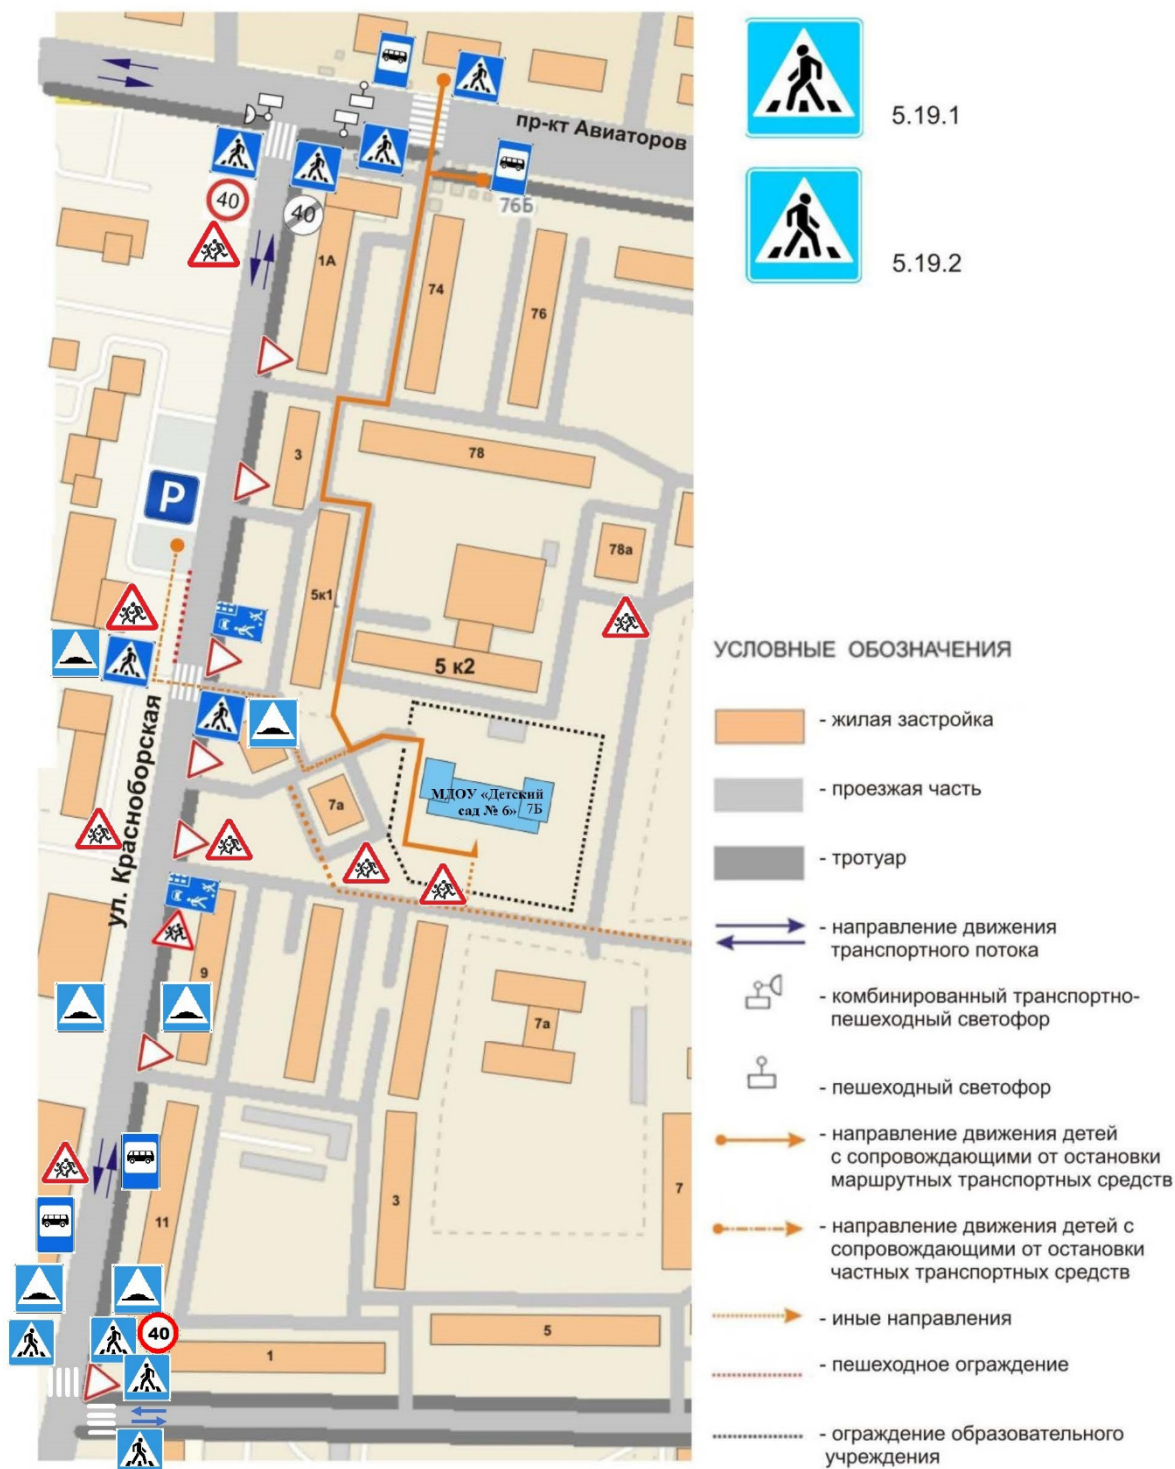 5.19.1
5.19.2
пр-кт Авиаторов
76Б
40
40
1А
74
76
3
78
78а
P
5к1
5 к2
ул. Красноборская
МДОУ «Детский
сад № 6»
7Б
7а
9
7а
11
3
7
40
1
5
УСЛОВНЫЕ ОБОЗНАЧЕНИЯ
- жилая застройка
- проезжая часть
- тротуар
- направление движения
транспортного потока
- комбинированный транспортно-
пешеходный светофор
- пешеходный светофор
- направление движения детей
с сопровождающими от остановки
маршрутных транспортных средств
- направление движения детей с
сопровождающими от остановки
частных транспортных средств
- иные направления
- пешеходное ограждение
- ограждение образовательного
учреждения